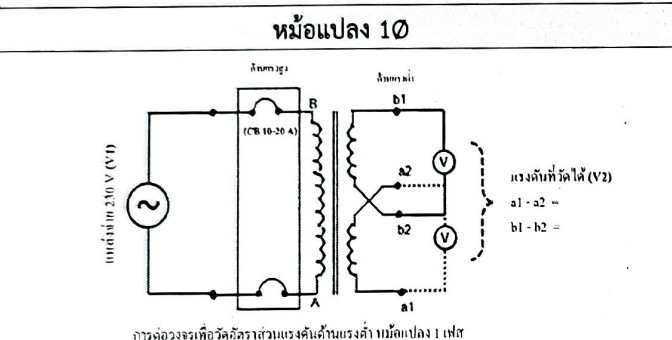 หม้อแปลง 1Ø
ด้านแรงสูง
ด้านแรงต่ำ
B
b1
(CB 10-20 A)
V
แหล่งจ่าย 230 V (V1)
a2
แรงดันที่วัดได้ (V2)
a1 - a2 =
b2
b1 - b2 =
V
A
a1
การต่อวงจรเพื่อวัดอัตราส่วนแรงดันด้านแรงต่ำ หม้อแปลง 1 เฟส